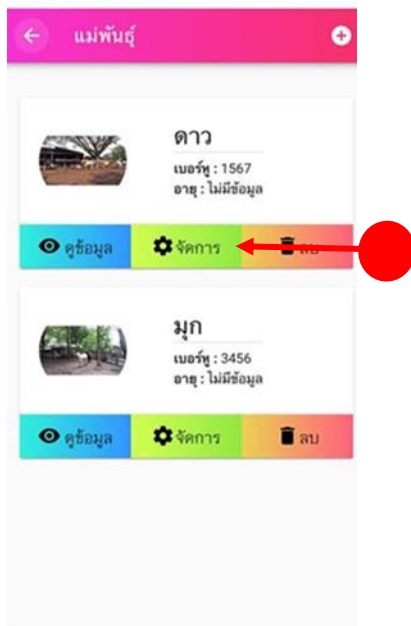 แม่พันธุ์
ดาว
เบอร์หู : 1567
อายุ : ไม่มีข้อมูล
ดูข้อมูล จัดการ ลบ
มุก
เบอร์หู : 3456
อายุ : ไม่มีข้อมูล
ดูข้อมูล จัดการ ลบ